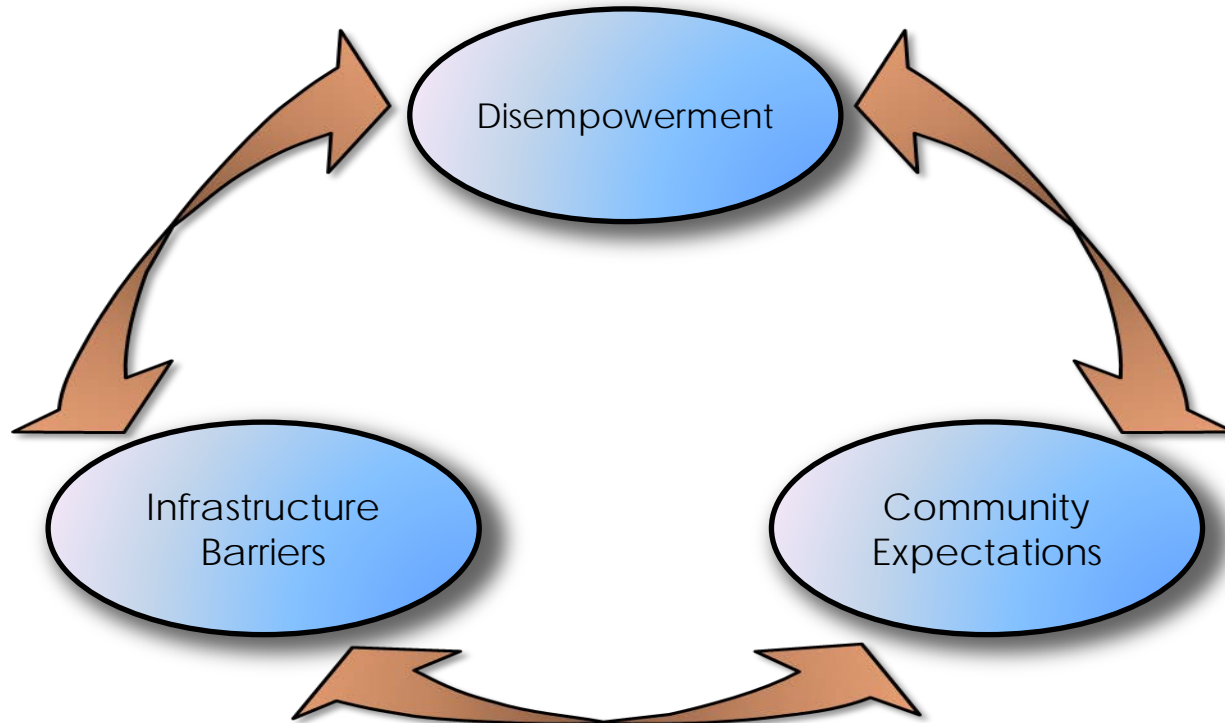 Disempowerment
Infrastructure
Barriers
Community
Expectations